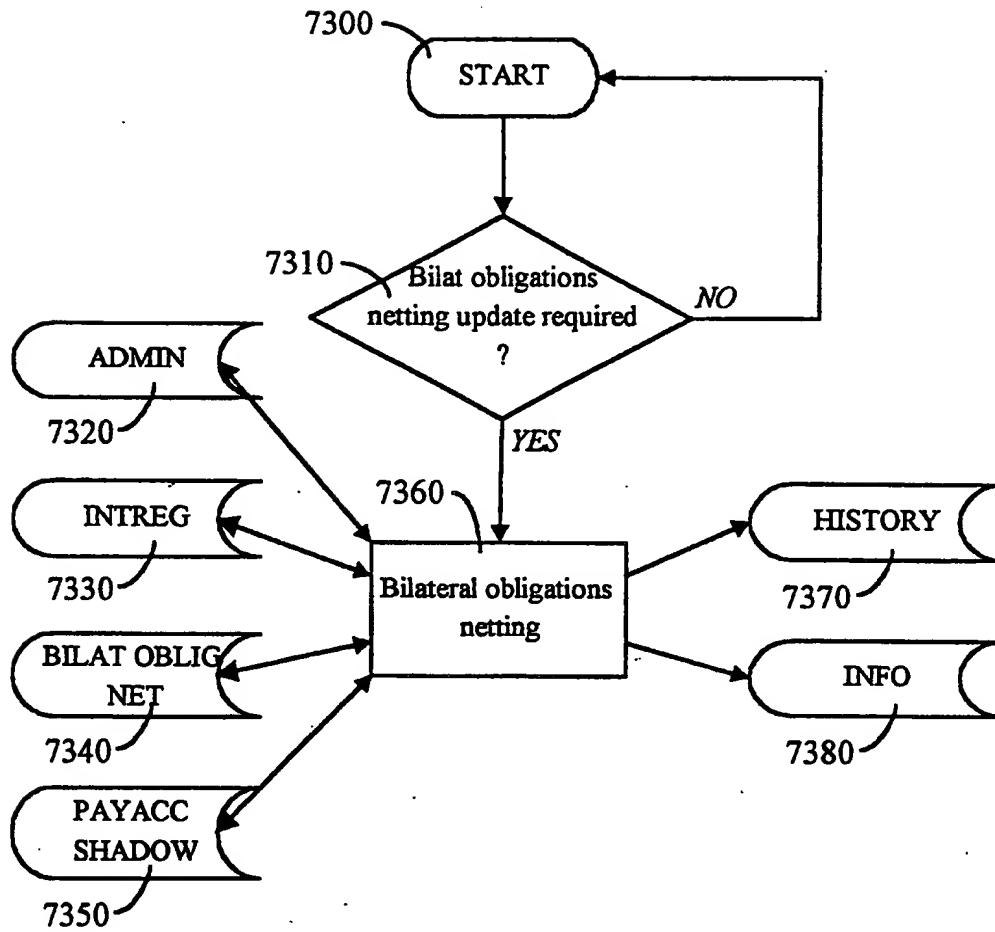 7300
START
7310
Bilat obligations
netting update required
?
NO
YES
ADMIN
7320
INTREG
7330
BILAT OBLIG
NET
7340
PAYACC
SHADOW
7350
7360
Bilateral obligations
netting
HISTORY
7370
INFO
7380